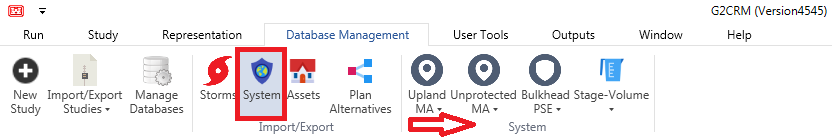 G2CRM (Version4545)
Run Study Representation Database Management User Tools Outputs Window Help
New Study
Import/Export Studies
Manage Databases
Storms
System
Assets
Plan Alternatives
Upland MA
Unprotected MA
Bulkhead PSE
Stage-Volume
Import/Export
System